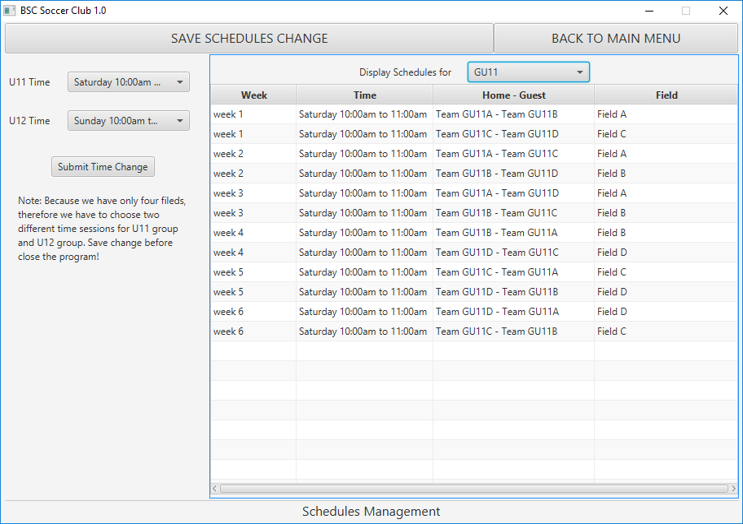 BSC Soccer Club 1.0
SAVE SCHEDULES CHANGE BACK TO MAIN MENU
U11 Time Saturday 10:00am ...
U12 Time Sunday 10:00am t...
Submit Time Change
Note: Because we have only four fileds,
therefore we have to choose two
different time sessions for U11 group
and U12 group. Save change before
close the program!
Display Schedules for GU11
Week Time Home - Guest Field
week 1 Saturday 10:00am to 11:00am Team GU11A - Team GU11B Field A
week 1 Saturday 10:00am to 11:00am Team GU11C - Team GU11D Field C
week 2 Saturday 10:00am to 11:00am Team GU11A - Team GU11C Field A
week 2 Saturday 10:00am to 11:00am Team GU11B - Team GU11D Field B
week 3 Saturday 10:00am to 11:00am Team GU11A - Team GU11D Field A
week 3 Saturday 10:00am to 11:00am Team GU11B - Team GU11C Field B
week 4 Saturday 10:00am to 11:00am Team GU11B - Team GU11A Field B
week 4 Saturday 10:00am to 11:00am Team GU11D - Team GU11C Field D
week 5 Saturday 10:00am to 11:00am Team GU11C - Team GU11A Field C
week 5 Saturday 10:00am to 11:00am Team GU11D - Team GU11B Field D
week 6 Saturday 10:00am to 11:00am Team GU11D - Team GU11A Field D
week 6 Saturday 10:00am to 11:00am Team GU11C - Team GU11B Field C
Schedules Management